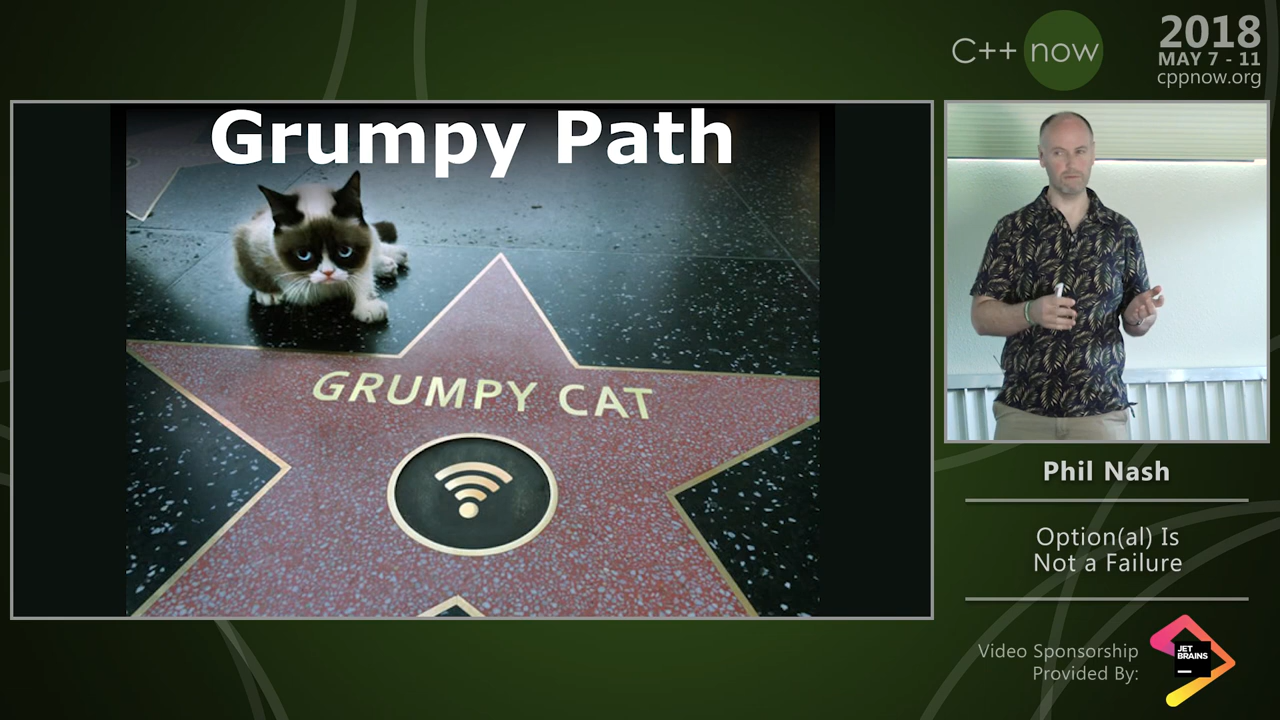 C++ now
2018
MAY 7 - 11
cppnow.org
Grumpy Path
GRUMPY CAT
Phil Nash
Option(al) Is
Not a Failure
Video Sponsorship
Provided By:
JET
BRAINS